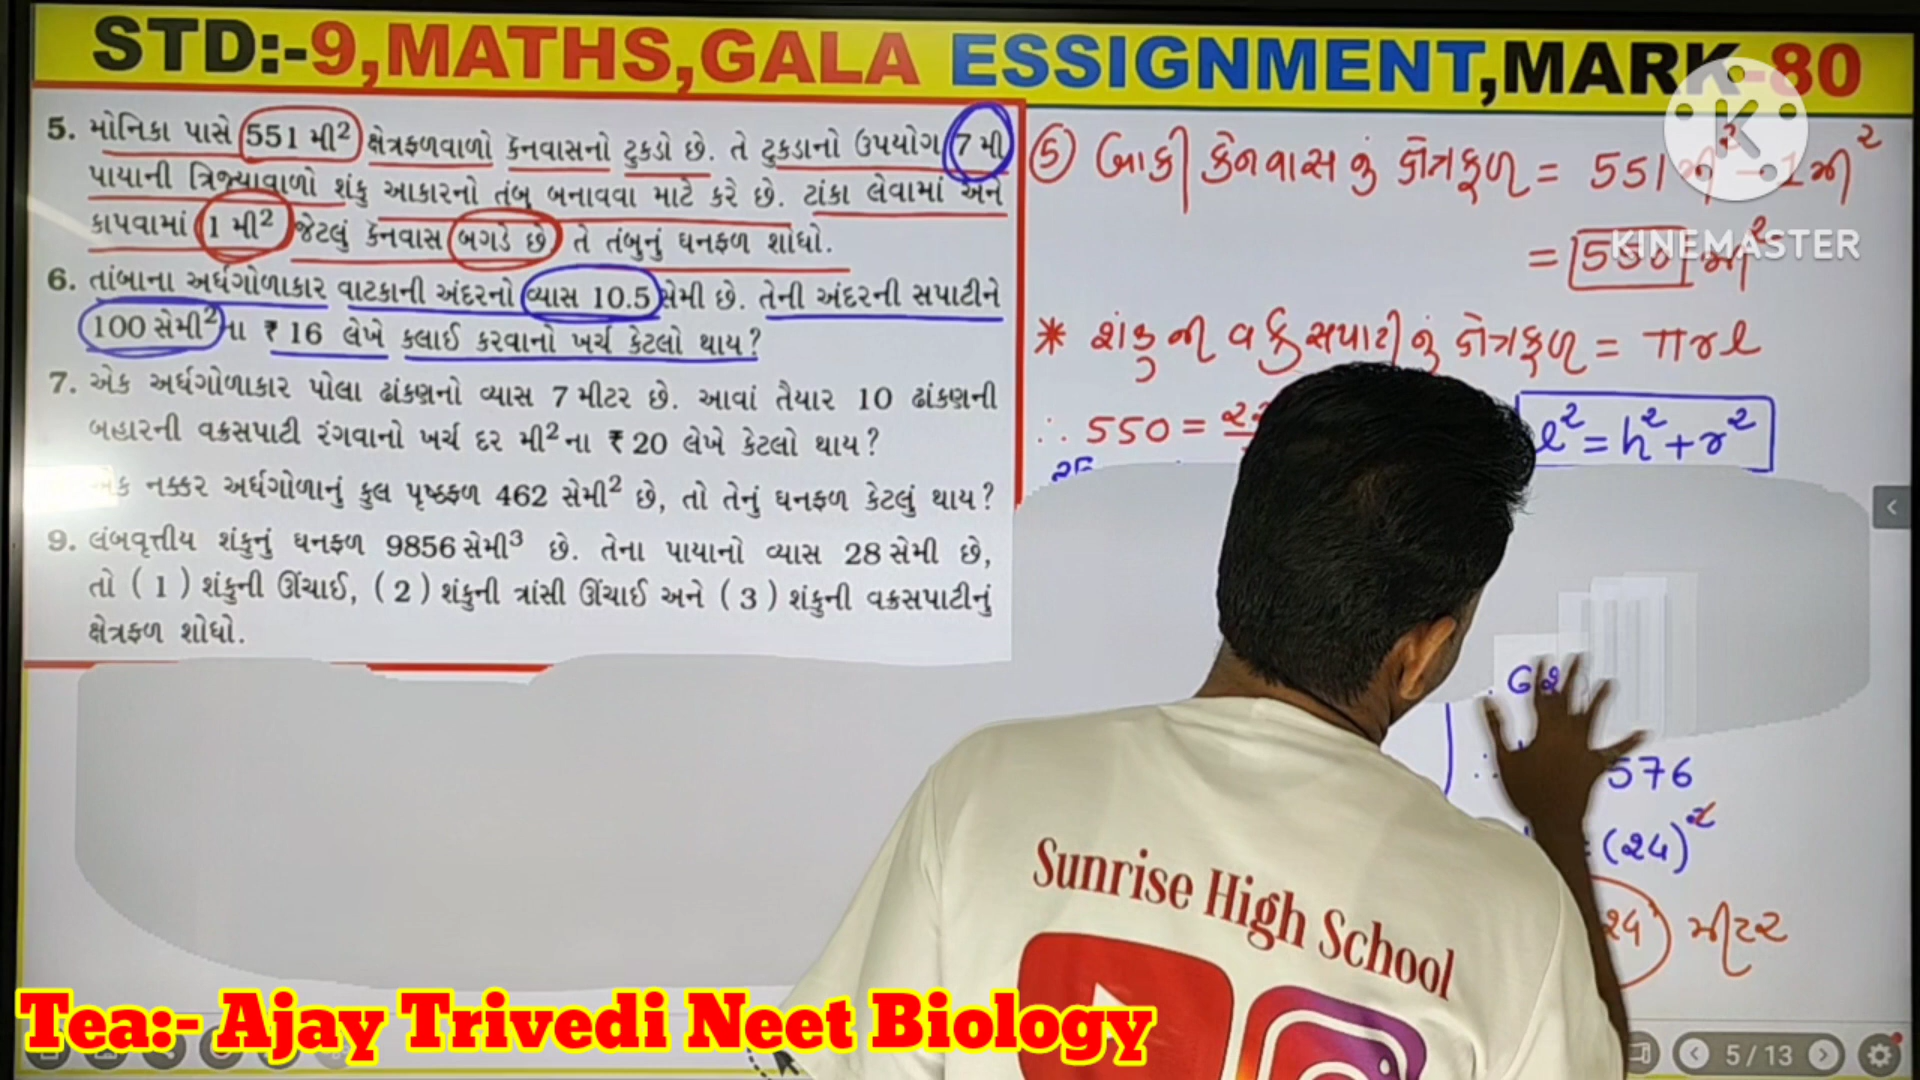 STD:-9,MATHS,GALA ESSIGNMENT,MARK-80
5. મોનિકા પાસે 551 મી² ક્ષેત્રફળવાળો કૅનવાસનો ટુકડો છે. તે ટુકડાનો ઉપયોગ 7 મી
પાયાની ત્રિજ્યાવાળો શંકુ આકારનો તંબુ બનાવવા માટે કરે છે. ટાંકા લેવામાં અને
કાપવામાં 1 મી² જેટલું કૅનવાસ બગડે છે તે તંબુનું ઘનફળ શોધો.
6. તાંબાના અર્ધગોળાકાર વાટકાની અંદરનો વ્યાસ 10.5 સેમી છે. તેની અંદરની સપાટીને
100 સેમી² ના ₹ 16 લેખે કલાઈ કરવાનો ખર્ચ કેટલો થાય?
7. એક અર્ધગોળાકાર પોલા ઢાંકણનો વ્યાસ 7 મીટર છે. આવાં તૈયાર 10 ઢાંકણની
બહારની વક્રસપાટી રંગવાનો ખર્ચ દર મી² ના ₹ 20 લેખે કેટલો થાય?
નક્કર અર્ધગોળાનું કુલ પૃષ્ઠફળ 462 સેમી² છે, તો તેનું ઘનફળ કેટલું થાય?
9. લંબવૃત્તીય શંકુનું ઘનફળ 9856 સેમી³ છે. તેના પાયાનો વ્યાસ 28 સેમી છે,
તો (1) શંકુની ઊંચાઈ, (2) શંકુની ત્રાંસી ઊંચાઈ અને (3) શંકુની વક્રસપાટીનું
ક્ષેત્રફળ શોધો.
⑤ બાકી કેનવાસનું ક્ષેત્રફળ = 551 મી² - 1 મી²
= 550 મી²
* શંકુની વક્રસપાટીનું ક્ષેત્રફળ = πrl
∴ 550 =
l² = h² + r²
576
(24)²
24 મીટર
K
KINEMASTER
Sunrise High School
Tea:- Ajay Trivedi Neet Biology
5 / 13